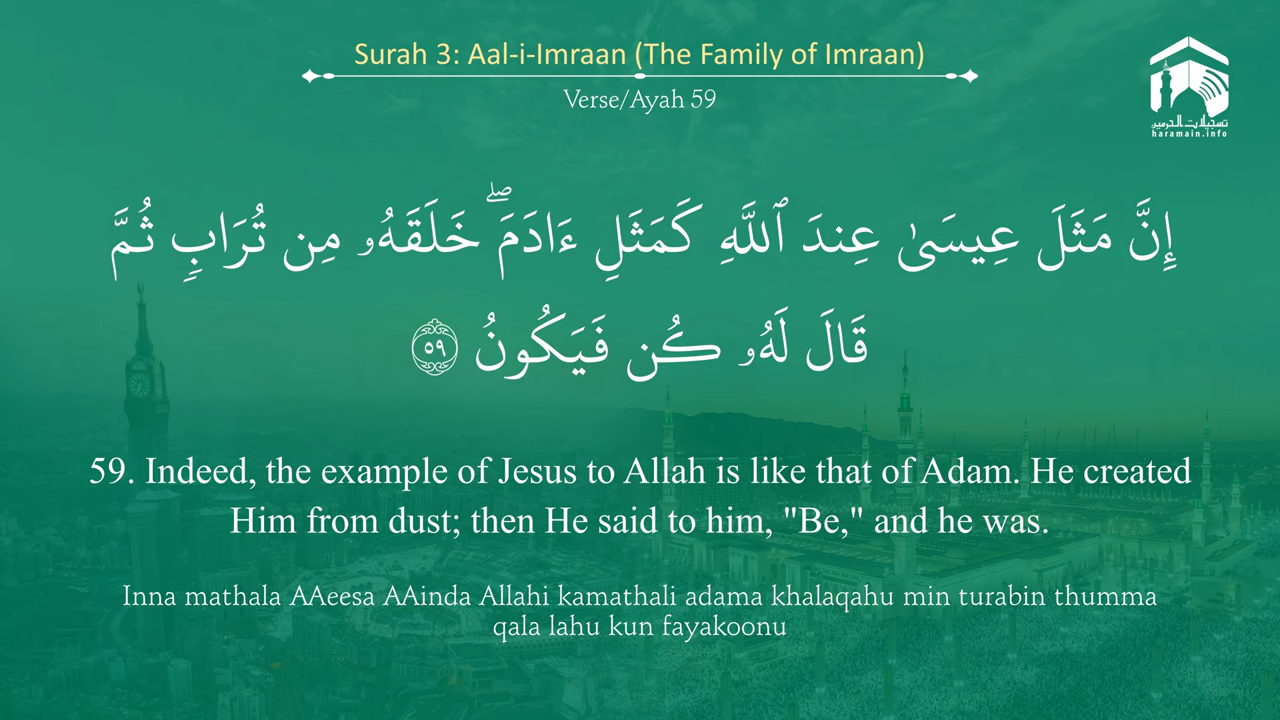 Surah 3: Aal-i-Imraan (The Family of Imraan)
Verse/Ayah 59
تسجيلات الحرمين
haramain.info
إِنَّ مَثَلَ عِيسَىٰ عِندَ ٱللَّهِ كَمَثَلِ ءَادَمَ ۖ خَلَقَهُۥ مِن تُرَابٍ ثُمَّ
قَالَ لَهُۥ كُن فَيَكُونُ ٥٩
59. Indeed, the example of Jesus to Allah is like that of Adam. He created
Him from dust; then He said to him, "Be," and he was.
Inna mathala AAeesa AAinda Allahi kamathali adama khalaqahu min turabin thumma
qala lahu kun fayakoonu